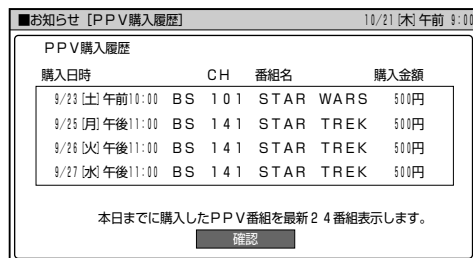 ■お知らせ［ＰＰＶ購入履歴］ 10/21[木]午前 9:00
ＰＰＶ購入履歴
購入日時 ＣＨ 番組名 購入金額
9/23[土]午前10:00 ＢＳ １０１ ＳＴＡＲ ＷＡＲＳ 500円
9/25[月]午後11:00 ＢＳ １４１ ＳＴＡＲ ＴＲＥＫ 500円
9/26[火]午後11:00 ＢＳ １４１ ＳＴＡＲ ＴＲＥＫ 500円
9/27[水]午後11:00 ＢＳ １４１ ＳＴＡＲ ＴＲＥＫ 500円
本日までに購入したＰＰＶ番組を最新２４番組表示します。
確認